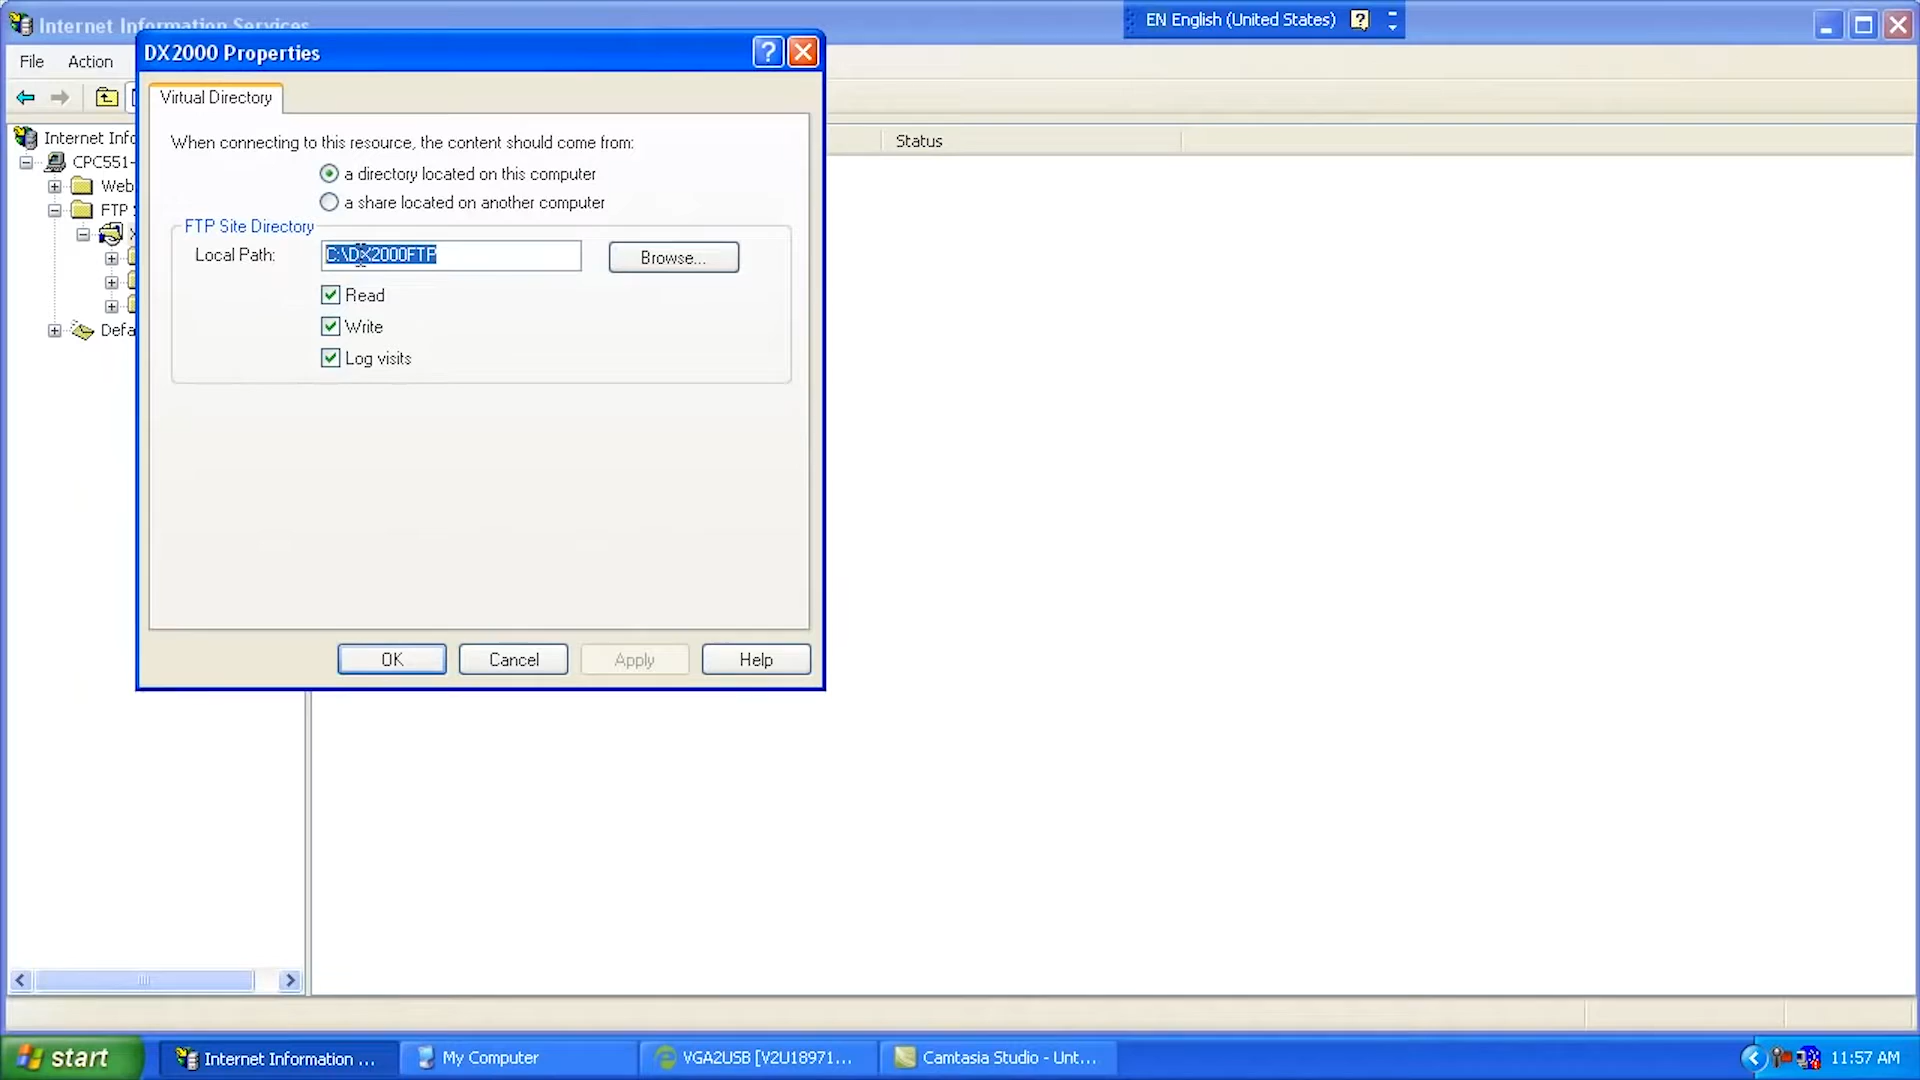 Internet Information Services
EN English (United States)
DX2000 Properties
File Action
Virtual Directory
When connecting to this resource, the content should come from:
a directory located on this computer
a share located on another computer
FTP Site Directory
Local Path: C:\DX2000FTP Browse...
Read
Write
Log visits
OK Cancel Apply Help
Status
Internet Info
CPC551-
Web
FTP
Defa
start Internet Information ... My Computer VGA2USB [V2U18971... Camtasia Studio - Unt... 11:57 AM